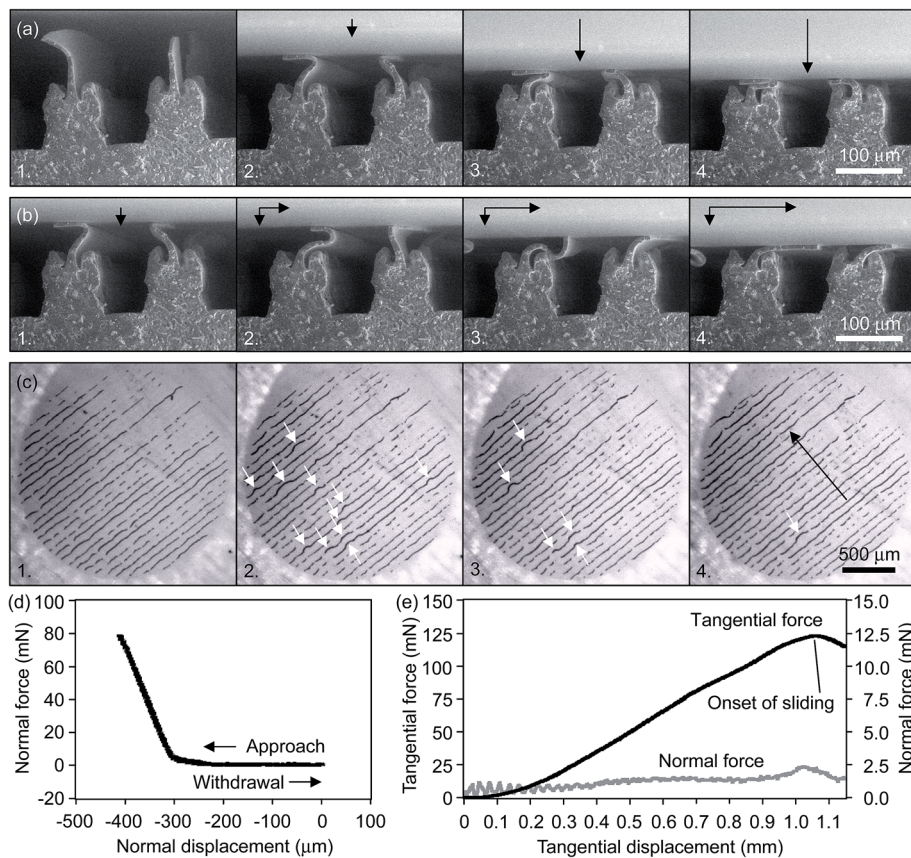 (a)
1.
2.
3.
4.
100 μm
(b)
1.
2.
3.
4.
100 μm
(c)
1.
2.
3.
4.
500 μm
(d)
100
80
60
40
20
0
-20
Normal force (mN)
Approach
Withdrawal
-500 -400 -300 -200 -100 0 100
Normal displacement (μm)
(e)
150
125
100
75
50
25
0
Tangential force (mN)
Tangential force
Onset of sliding
Normal force
15.0
12.5
10.0
7.5
5.0
2.5
0.0
Normal force (mN)
0 0.1 0.2 0.3 0.4 0.5 0.6 0.7 0.8 0.9 1.0 1.1
Tangential displacement (mm)